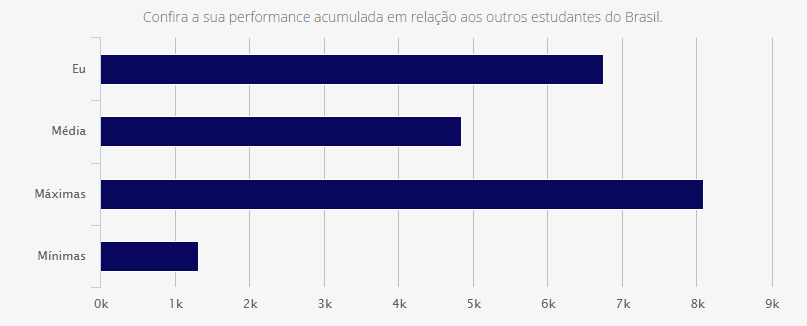 Confira a sua performance acumulada em relação aos outros estudantes do Brasil.
Eu
Média
Máximas
Mínimas
0k 1k 2k 3k 4k 5k 6k 7k 8k 9k